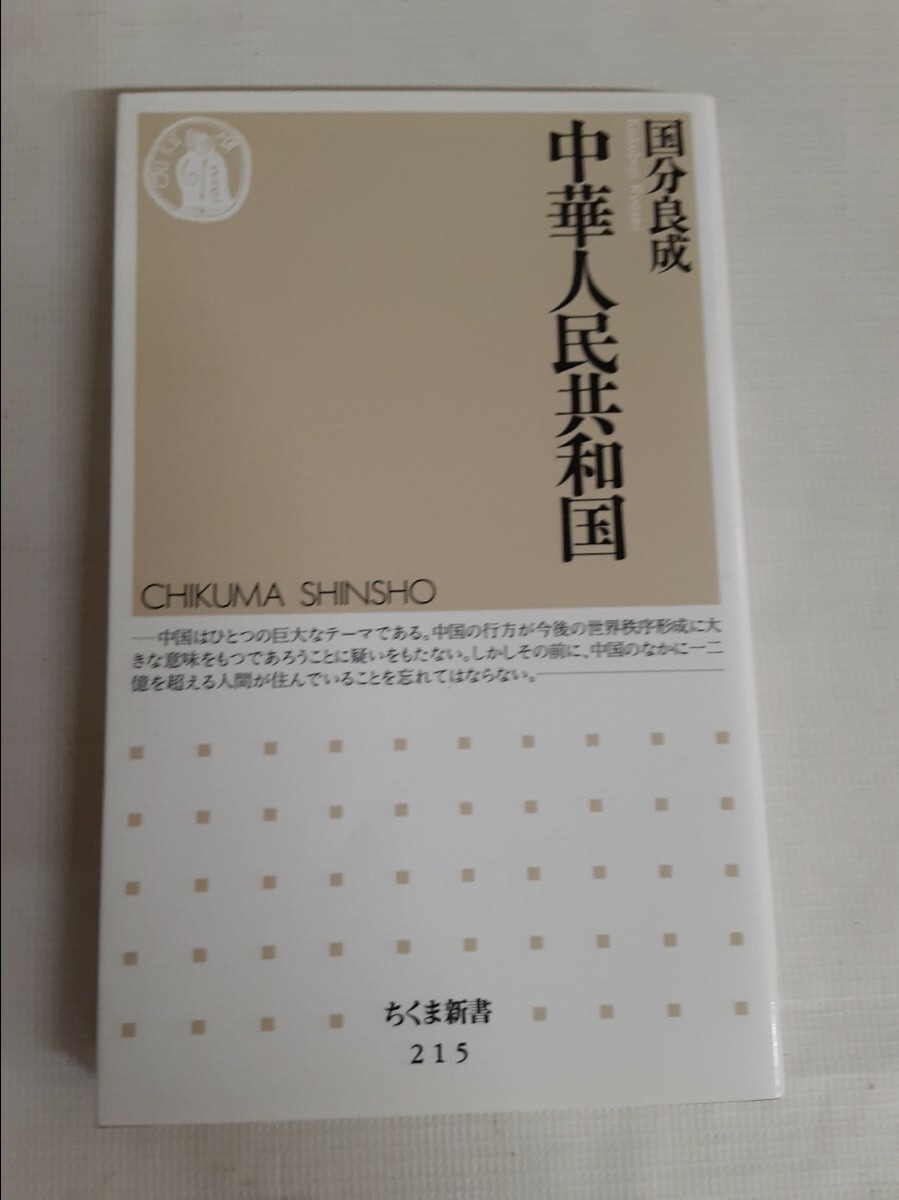 国分良成
中華人民共和国
CHIKUMA SHINSHO
──中国はひとつの巨大なテーマである。中国の行方が今後の世界秩序形成に大
きな意味をもつであろうことに疑いをもたない。しかしその前に、中国のなかに一二
億を超える人間が住んでいることを忘れてはならない。──
ちくま新書
215